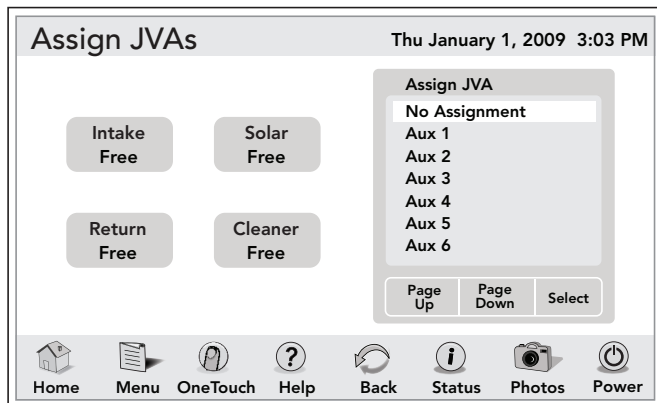 Assign JVAs
Thu January 1, 2009 3:03 PM
Intake
Free
Solar
Free
Return
Free
Cleaner
Free
Assign JVA
No Assignment
Aux 1
Aux 2
Aux 3
Aux 4
Aux 5
Aux 6
Page
Up
Page
Down
Select
Home
Menu
OneTouch
?
Help
Back
i
Status
Photos
Power